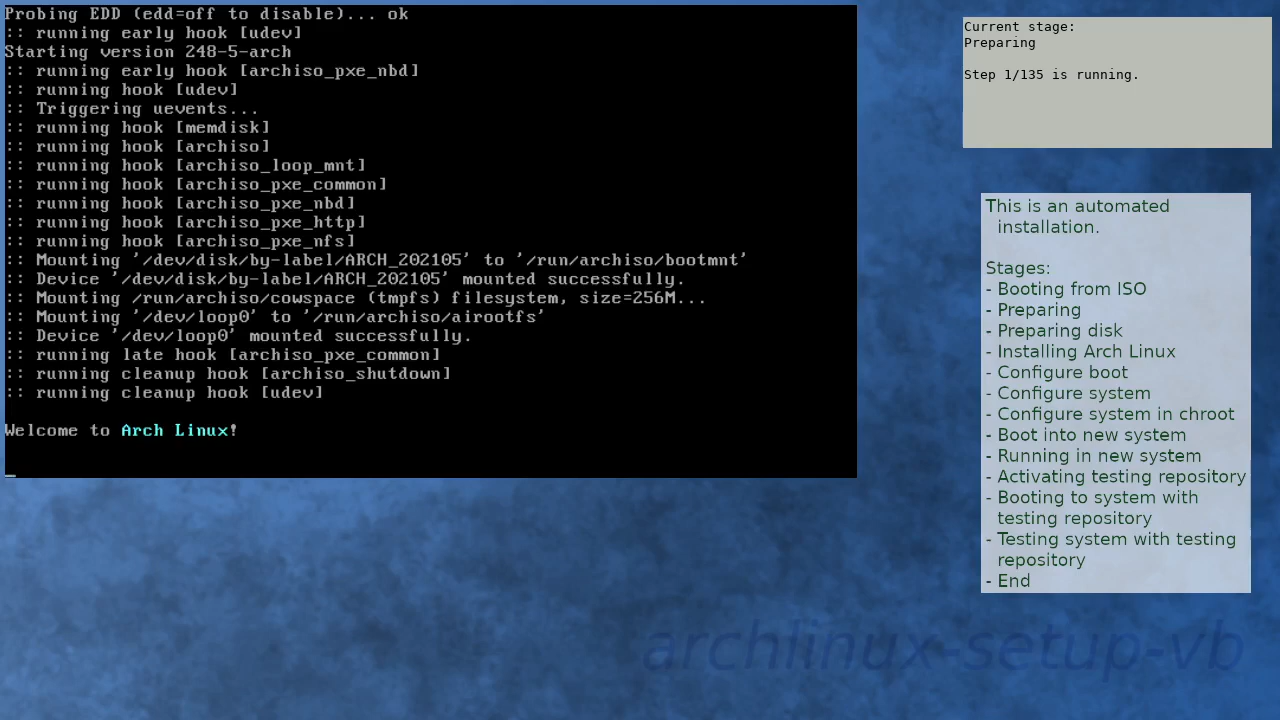 Probing EDD (edd=off to disable)... ok
:: running early hook [udev]
Starting version 248-5-arch
:: running early hook [archiso_pxe_nbd]
:: running hook [udev]
:: Triggering uevents...
:: running hook [memdisk]
:: running hook [archiso]
:: running hook [archiso_loop_mnt]
:: running hook [archiso_pxe_common]
:: running hook [archiso_pxe_nbd]
:: running hook [archiso_pxe_http]
:: running hook [archiso_pxe_nfs]
:: Mounting '/dev/disk/by-label/ARCH_202105' to '/run/archiso/bootmnt'
:: Device '/dev/disk/by-label/ARCH_202105' mounted successfully.
:: Mounting /run/archiso/cowspace (tmpfs) filesystem, size=256M...
:: Mounting '/dev/loop0' to '/run/archiso/airootfs'
:: Device '/dev/loop0' mounted successfully.
:: running late hook [archiso_pxe_common]
:: running cleanup hook [archiso_shutdown]
:: running cleanup hook [udev]
Welcome to Arch Linux!
Current stage:
Preparing
Step 1/135 is running.
This is an automated
installation.
Stages:
- Booting from ISO
- Preparing
- Preparing disk
- Installing Arch Linux
- Configure boot
- Configure system
- Configure system in chroot
- Boot into new system
- Running in new system
- Activating testing repository
- Booting to system with
testing repository
- Testing system with testing
repository
- End
archlinux-setup-vb